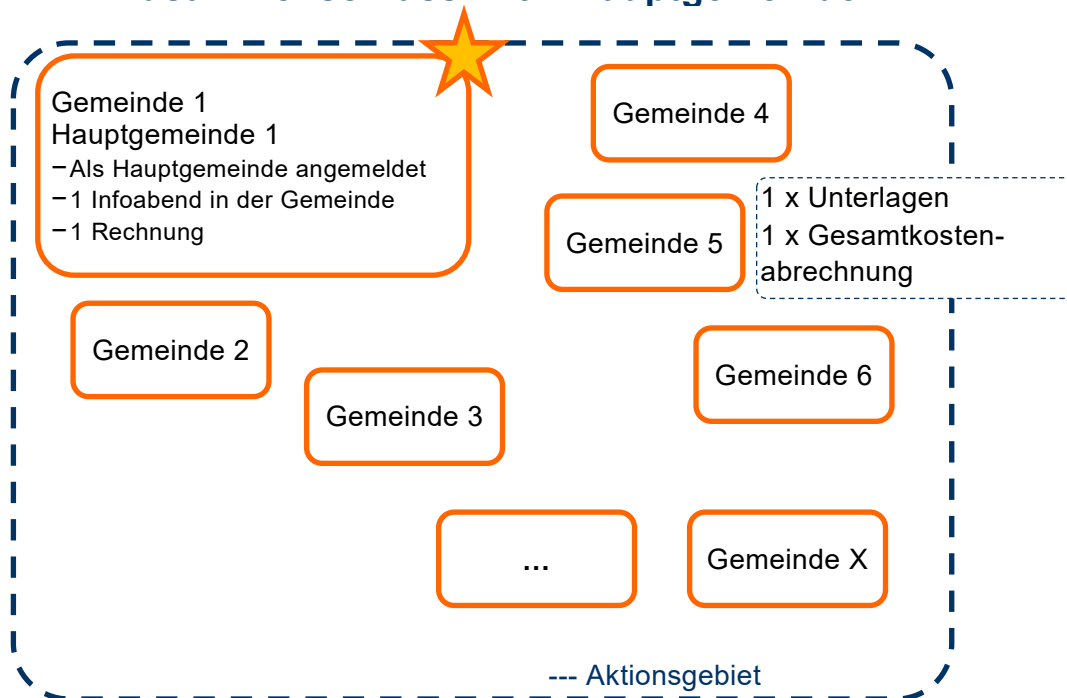 Gemeinde 1
Hauptgemeinde 1
–Als Hauptgemeinde angemeldet
–1 Infoabend in der Gemeinde
–1 Rechnung
Gemeinde 4
Gemeinde 5
1 x Unterlagen
1 x Gesamtkosten-
abrechnung
Gemeinde 2
Gemeinde 3
Gemeinde 6
...
Gemeinde X
--- Aktionsgebiet